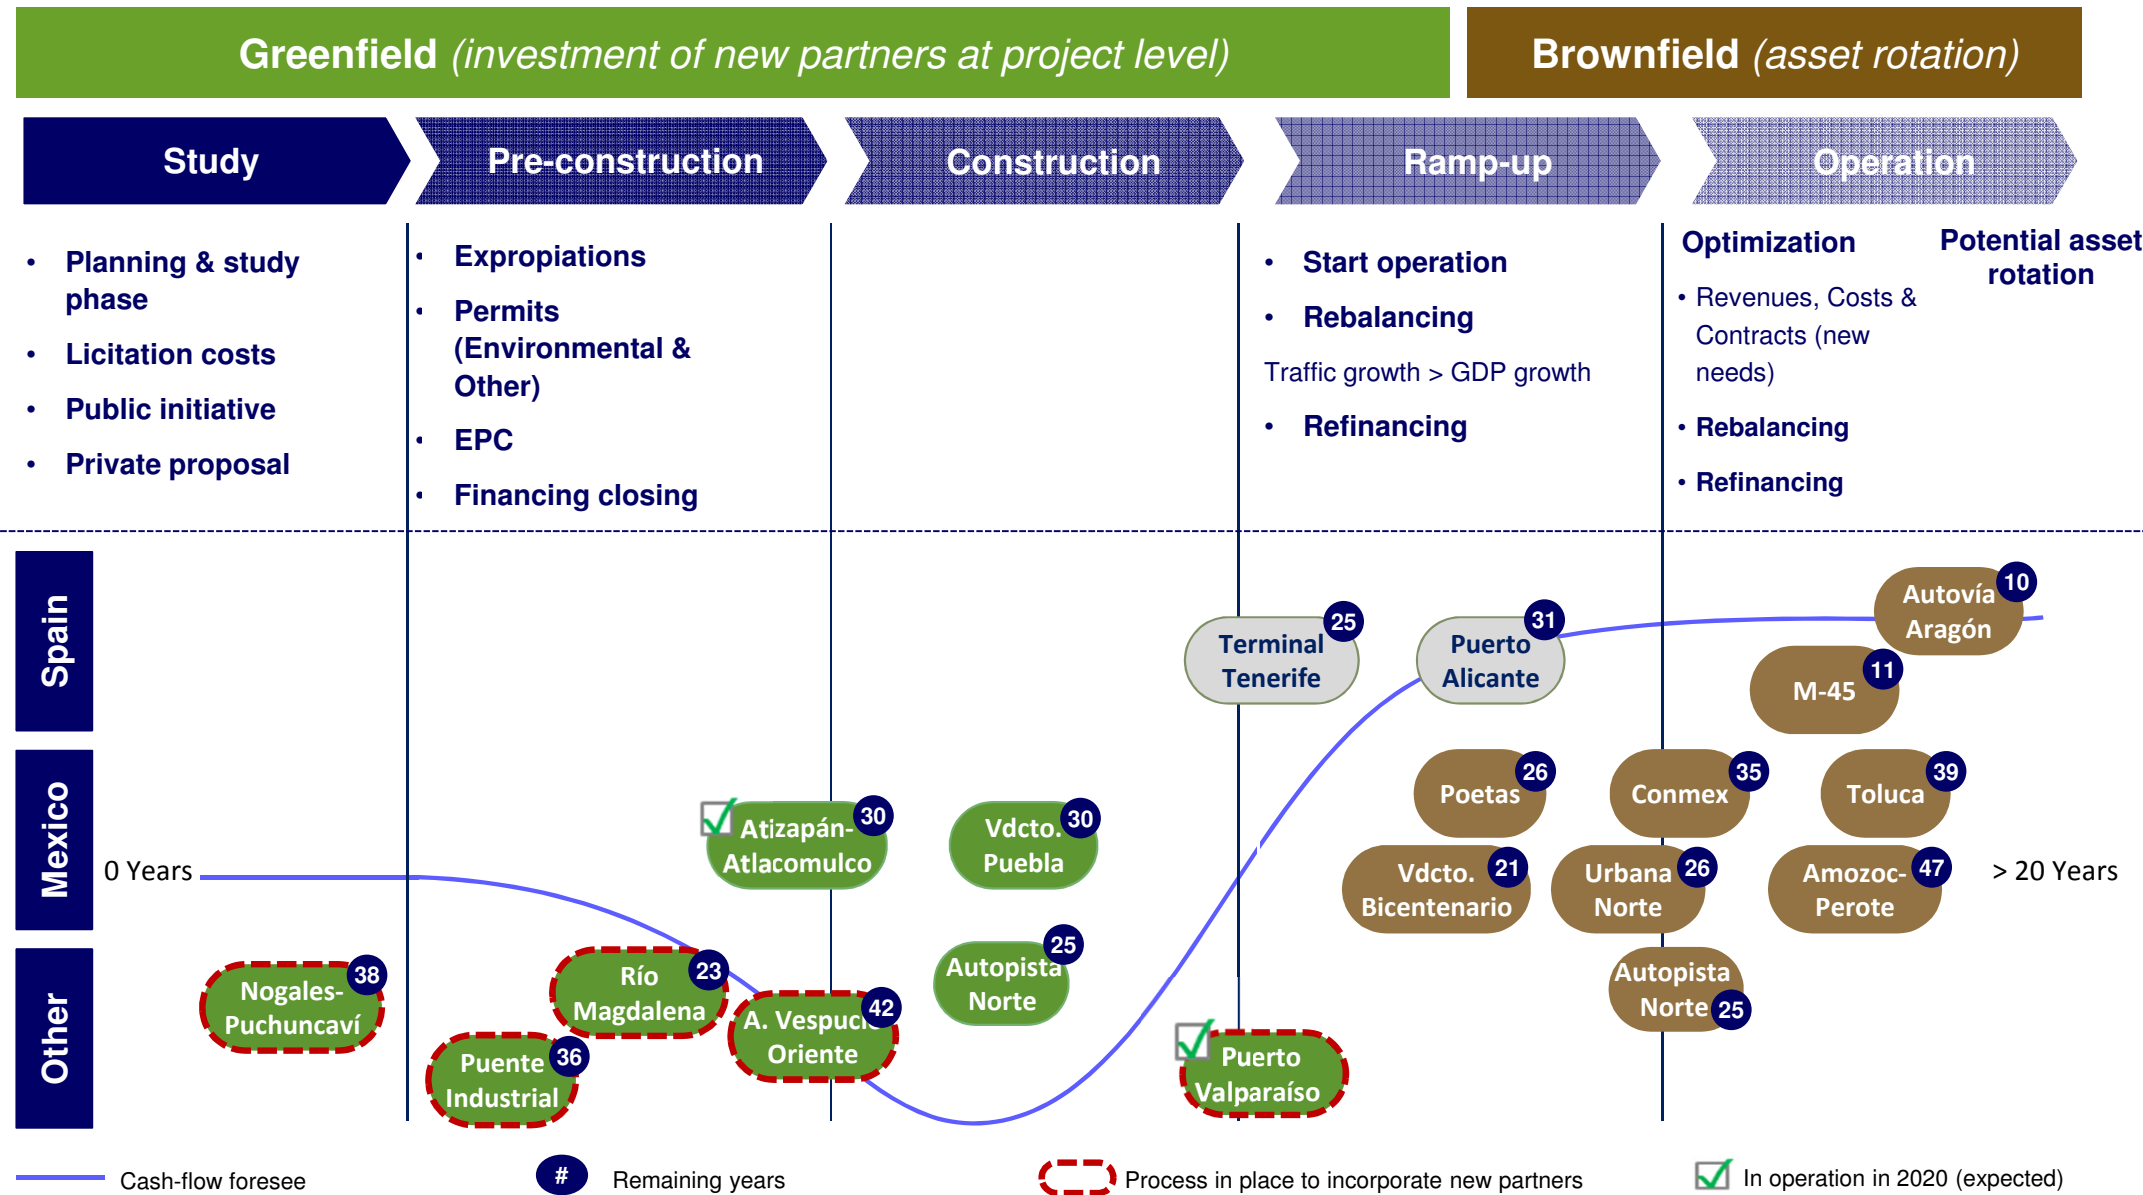 Greenfield (investment of new partners at project level)
Brownfield (asset rotation)
Study
Pre-construction
Construction
Ramp-up
Operation
• Planning & study
phase
• Licitation costs
• Public initiative
• Private proposal
• Expropiations
• Permits
(Environmental &
Other)
• EPC
• Financing closing
• Start operation
• Rebalancing
Traffic growth > GDP growth
• Refinancing
Optimization
• Revenues, Costs &
Contracts (new
needs)
• Rebalancing
• Refinancing
Potential asset
rotation
Spain
Terminal
Tenerife
25
Puerto
Alicante
31
Autovía
Aragón
10
M-45
11
Mexico
0 Years
Atizapán-
Atlacomulco
30
Vdcto.
Puebla
30
Poetas
26
Conmex
35
Toluca
39
Vdcto.
Bicentenario
21
Urbana
Norte
26
Amozoc-
Perote
47
> 20 Years
Other
Nogales-
Puchuncaví
38
Puente
Industrial
36
Río
Magdalena
23
A. Vespucio
Oriente
42
Autopista
Norte
25
Puerto
Valparaíso
Autopista
Norte
25
Cash-flow foresee
# Remaining years
Process in place to incorporate new partners
In operation in 2020 (expected)